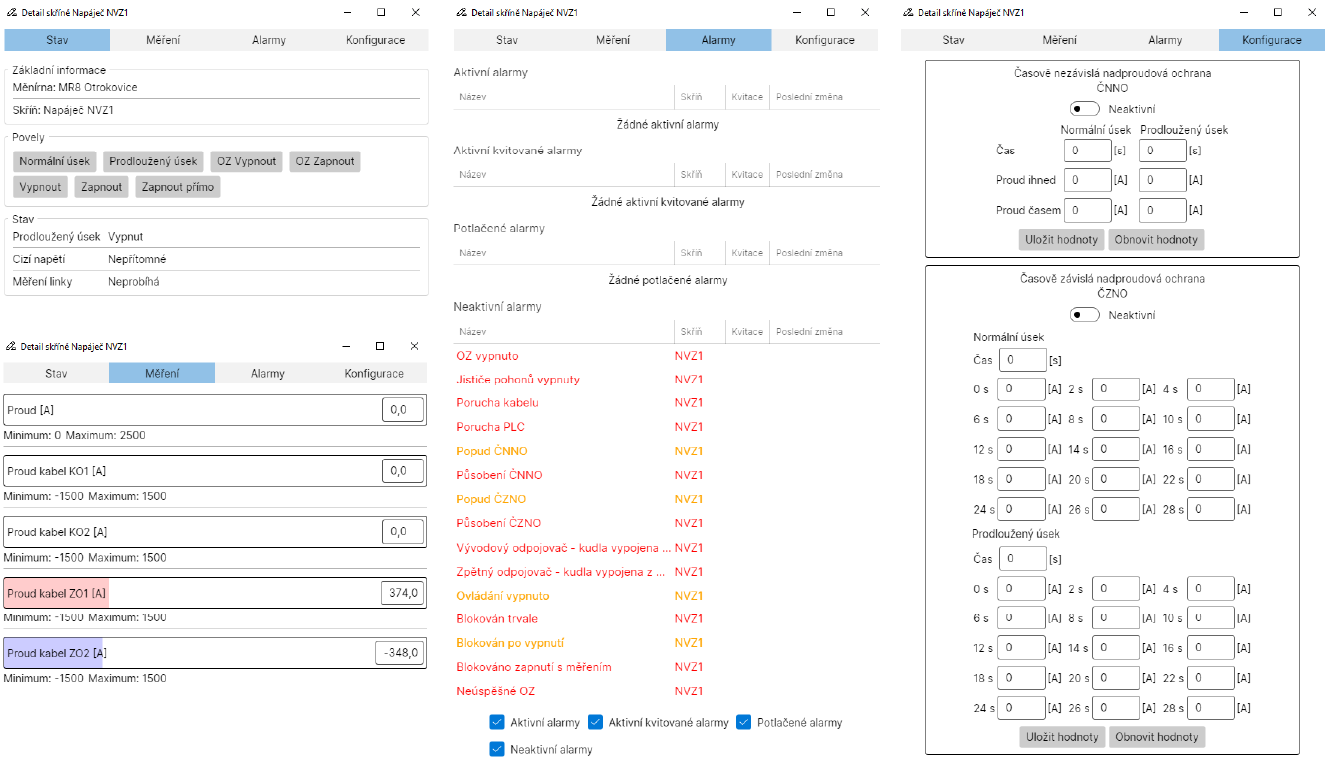 Detail skříně Napáječ NVZ1
Stav Měření Alarmy Konfigurace
Základní informace
Měnírna: MR8 Otrokovice
Skříň: Napáječ NVZ1
Povely
Normální úsek Prodloužený úsek OZ Vypnout OZ Zapnout
Vypnout Zapnout Zapnout přímo
Stav
Prodloužený úsek Vypnut
Cizí napětí Nepřítomné
Měření linky Neprobíhá
Detail skříně Napáječ NVZ1
Stav Měření Alarmy Konfigurace
Proud [A] 0,0
Minimum: 0 Maximum: 2500
Proud kabel KO1 [A] 0,0
Minimum: -1500 Maximum: 1500
Proud kabel KO2 [A] 0,0
Minimum: -1500 Maximum: 1500
Proud kabel ZO1 [A] 374,0
Minimum: -1500 Maximum: 1500
Proud kabel ZO2 [A] -348,0
Minimum: -1500 Maximum: 1500
Detail skříně Napáječ NVZ1
Stav Měření Alarmy Konfigurace
Aktivní alarmy
Název Skříň Kvitace Poslední změna
Žádné aktivní alarmy
Aktivní kvitované alarmy
Název Skříň Kvitace Poslední změna
Žádné aktivní kvitované alarmy
Potlačené alarmy
Název Skříň Kvitace Poslední změna
Žádné potlačené alarmy
Neaktivní alarmy
Název Skříň Kvitace Poslední změna
OZ vypnuto NVZ1
Jističe pohonů vypnuty NVZ1
Porucha kabelu NVZ1
Porucha PLC NVZ1
Popud ČNNO NVZ1
Působení ČNNO NVZ1
Popud ČZNO NVZ1
Působení ČZNO NVZ1
Vývodový odpojovač - kudla vypojena ... NVZ1
Zpětný odpojovač - kudla vypojena z ... NVZ1
Ovládání vypnuto NVZ1
Blokován trvale NVZ1
Blokován po vypnutí NVZ1
Blokováno zapnutí s měřením NVZ1
Neúspěšné OZ NVZ1
Aktivní alarmy Aktivní kvitované alarmy Potlačené alarmy
Neaktivní alarmy
Detail skříně Napáječ NVZ1
Stav Měření Alarmy Konfigurace
Časově nezávislá nadproudová ochrana
ČNNO
Neaktivní
Normální úsek Prodloužený úsek
Čas 0 [s] 0 [s]
Proud ihned 0 [A] 0 [A]
Proud časem 0 [A] 0 [A]
Uložit hodnoty Obnovit hodnoty
Časově závislá nadproudová ochrana
ČZNO
Neaktivní
Normální úsek
Čas 0 [s]
0 s 0 [A] 2 s 0 [A] 4 s 0 [A]
6 s 0 [A] 8 s 0 [A] 10 s 0 [A]
12 s 0 [A] 14 s 0 [A] 16 s 0 [A]
18 s 0 [A] 20 s 0 [A] 22 s 0 [A]
24 s 0 [A] 26 s 0 [A] 28 s 0 [A]
Prodloužený úsek
Čas 0 [s]
0 s 0 [A] 2 s 0 [A] 4 s 0 [A]
6 s 0 [A] 8 s 0 [A] 10 s 0 [A]
12 s 0 [A] 14 s 0 [A] 16 s 0 [A]
18 s 0 [A] 20 s 0 [A] 22 s 0 [A]
24 s 0 [A] 26 s 0 [A] 28 s 0 [A]
Uložit hodnoty Obnovit hodnoty